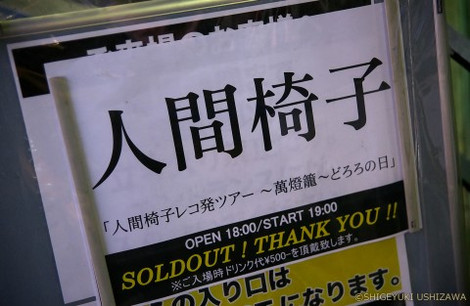 人間椅子
「人間椅子レコ発ツアー ～萬燈籠～どろろの日」
OPEN 18:00/START 19:00
SOLDOUT ! THANK YOU !!
※ご入場時ドリンク代¥500-を頂戴致します。
の入り口は
になります。
©SHIGEYUKI USHIZAWA